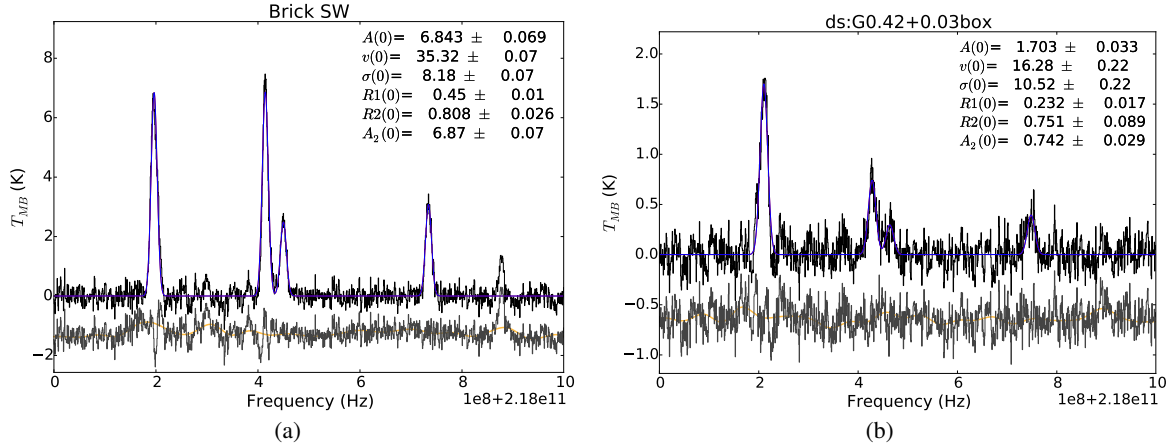 Brick SW
A(0)= 6.843 ± 0.069
v(0)= 35.32 ± 0.07
σ(0)= 8.18 ± 0.07
R1(0)= 0.45 ± 0.01
R2(0)= 0.808 ± 0.026
A₂(0)= 6.87 ± 0.07
T_MB (K)
8
6
4
2
0
−2
0 2 4 6 8 10
Frequency (Hz)
1e8+2.18e11
(a)
ds:G0.42+0.03box
A(0)= 1.703 ± 0.033
v(0)= 16.28 ± 0.22
σ(0)= 10.52 ± 0.22
R1(0)= 0.232 ± 0.017
R2(0)= 0.751 ± 0.089
A₂(0)= 0.742 ± 0.029
T_MB (K)
2.0
1.5
1.0
0.5
0.0
−0.5
−1.0
0 2 4 6 8 10
Frequency (Hz)
1e8+2.18e11
(b)